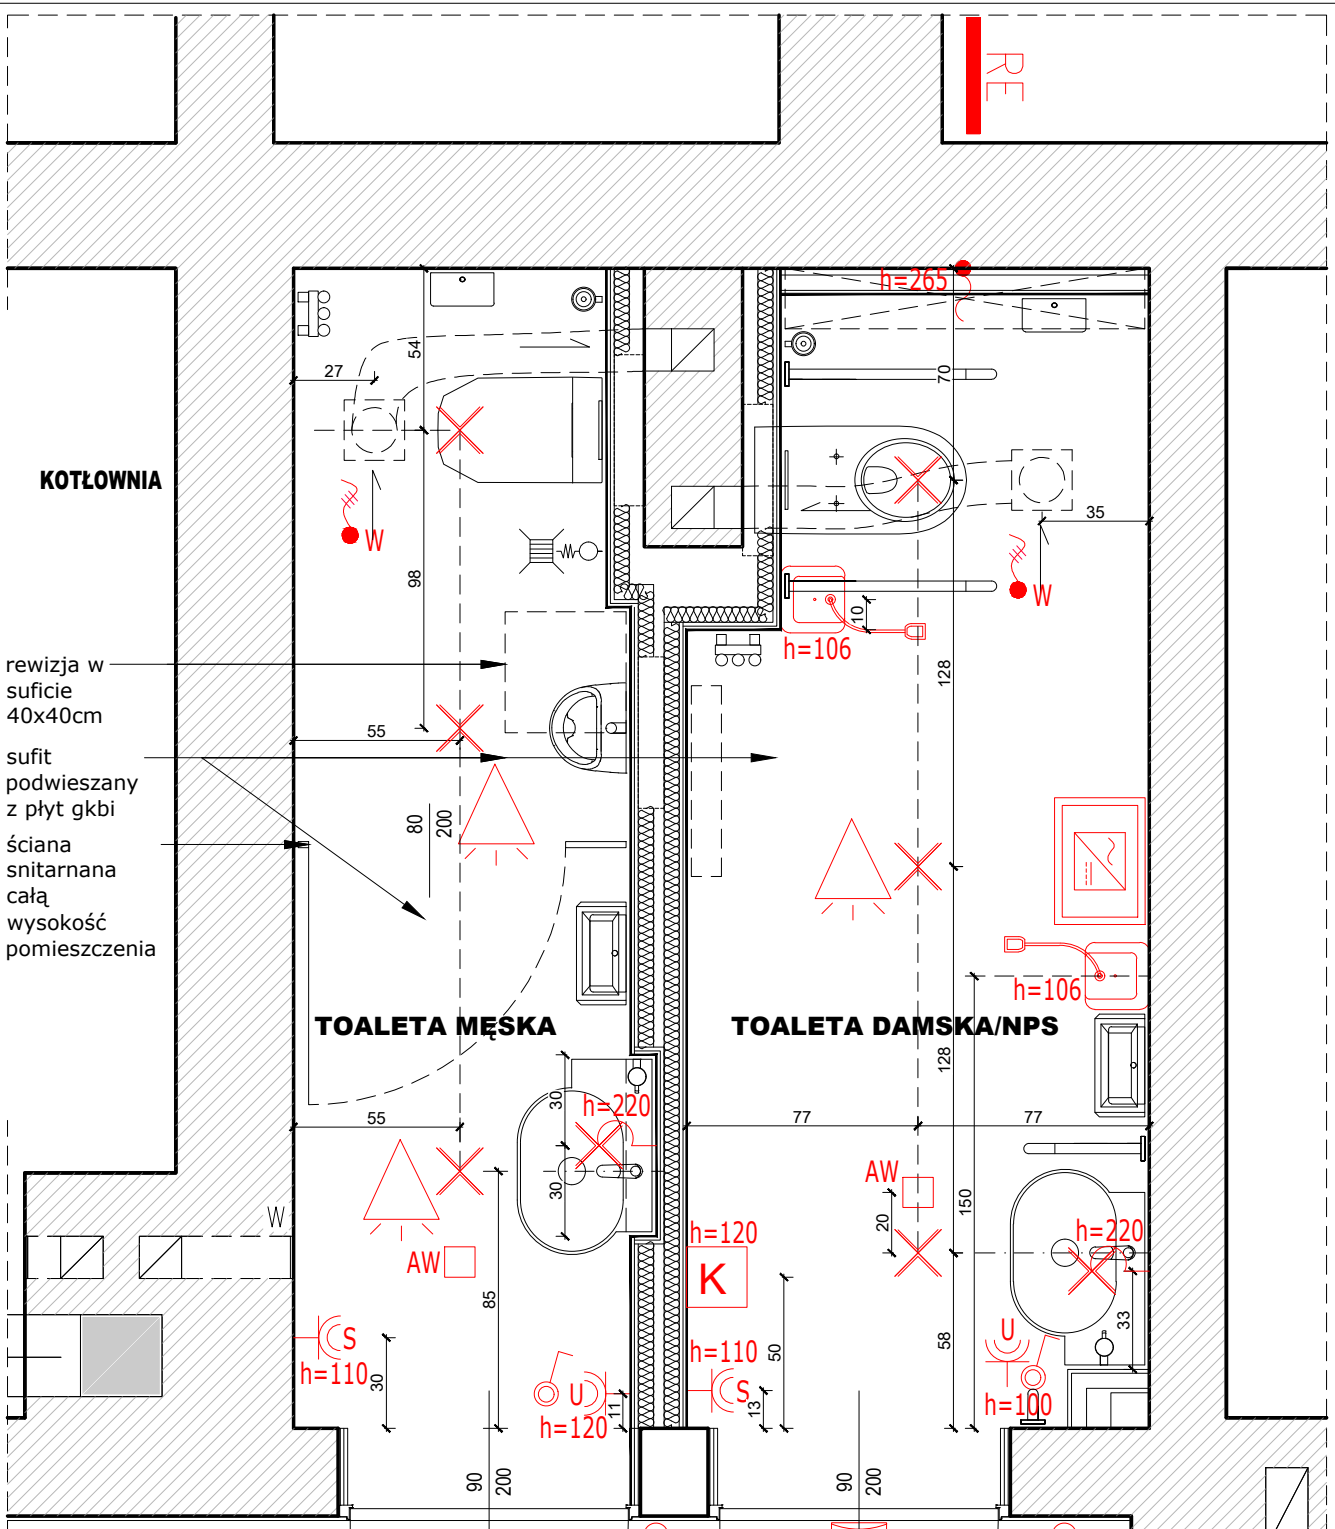 RE
h=265
54
27
70
KOTŁOWNIA
35
W
W
98
10
h=106
128
rewizja w
suficie
40x40cm
55
sufit
podwieszany
z płyt gkbi
80
200
ściana
snitarnana
całą
wysokość
pomieszczenia
h=106
TOALETA MĘSKA
TOALETA DAMSKA/NPS
128
30
h=220
55
77
77
AW
30
150
20
W
h=120
h=220
AW
K
85
33
U
S
h=110
30
50
58
h=110
S
U
11
13
h=100
h=120
90
200
90
200